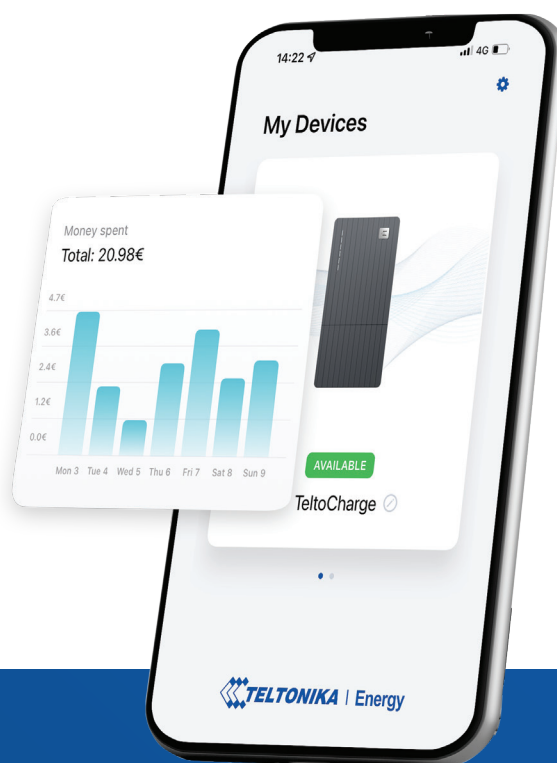 14:22
4G
My Devices
Money spent
Total: 20.98€
4.7€
3.6€
2.4€
1.2€
0.0€
Mon 3 Tue 4 Wed 5 Thu 6 Fri 7 Sat 8 Sun 9
AVAILABLE
TeltoCharge
TELTONIKA | Energy